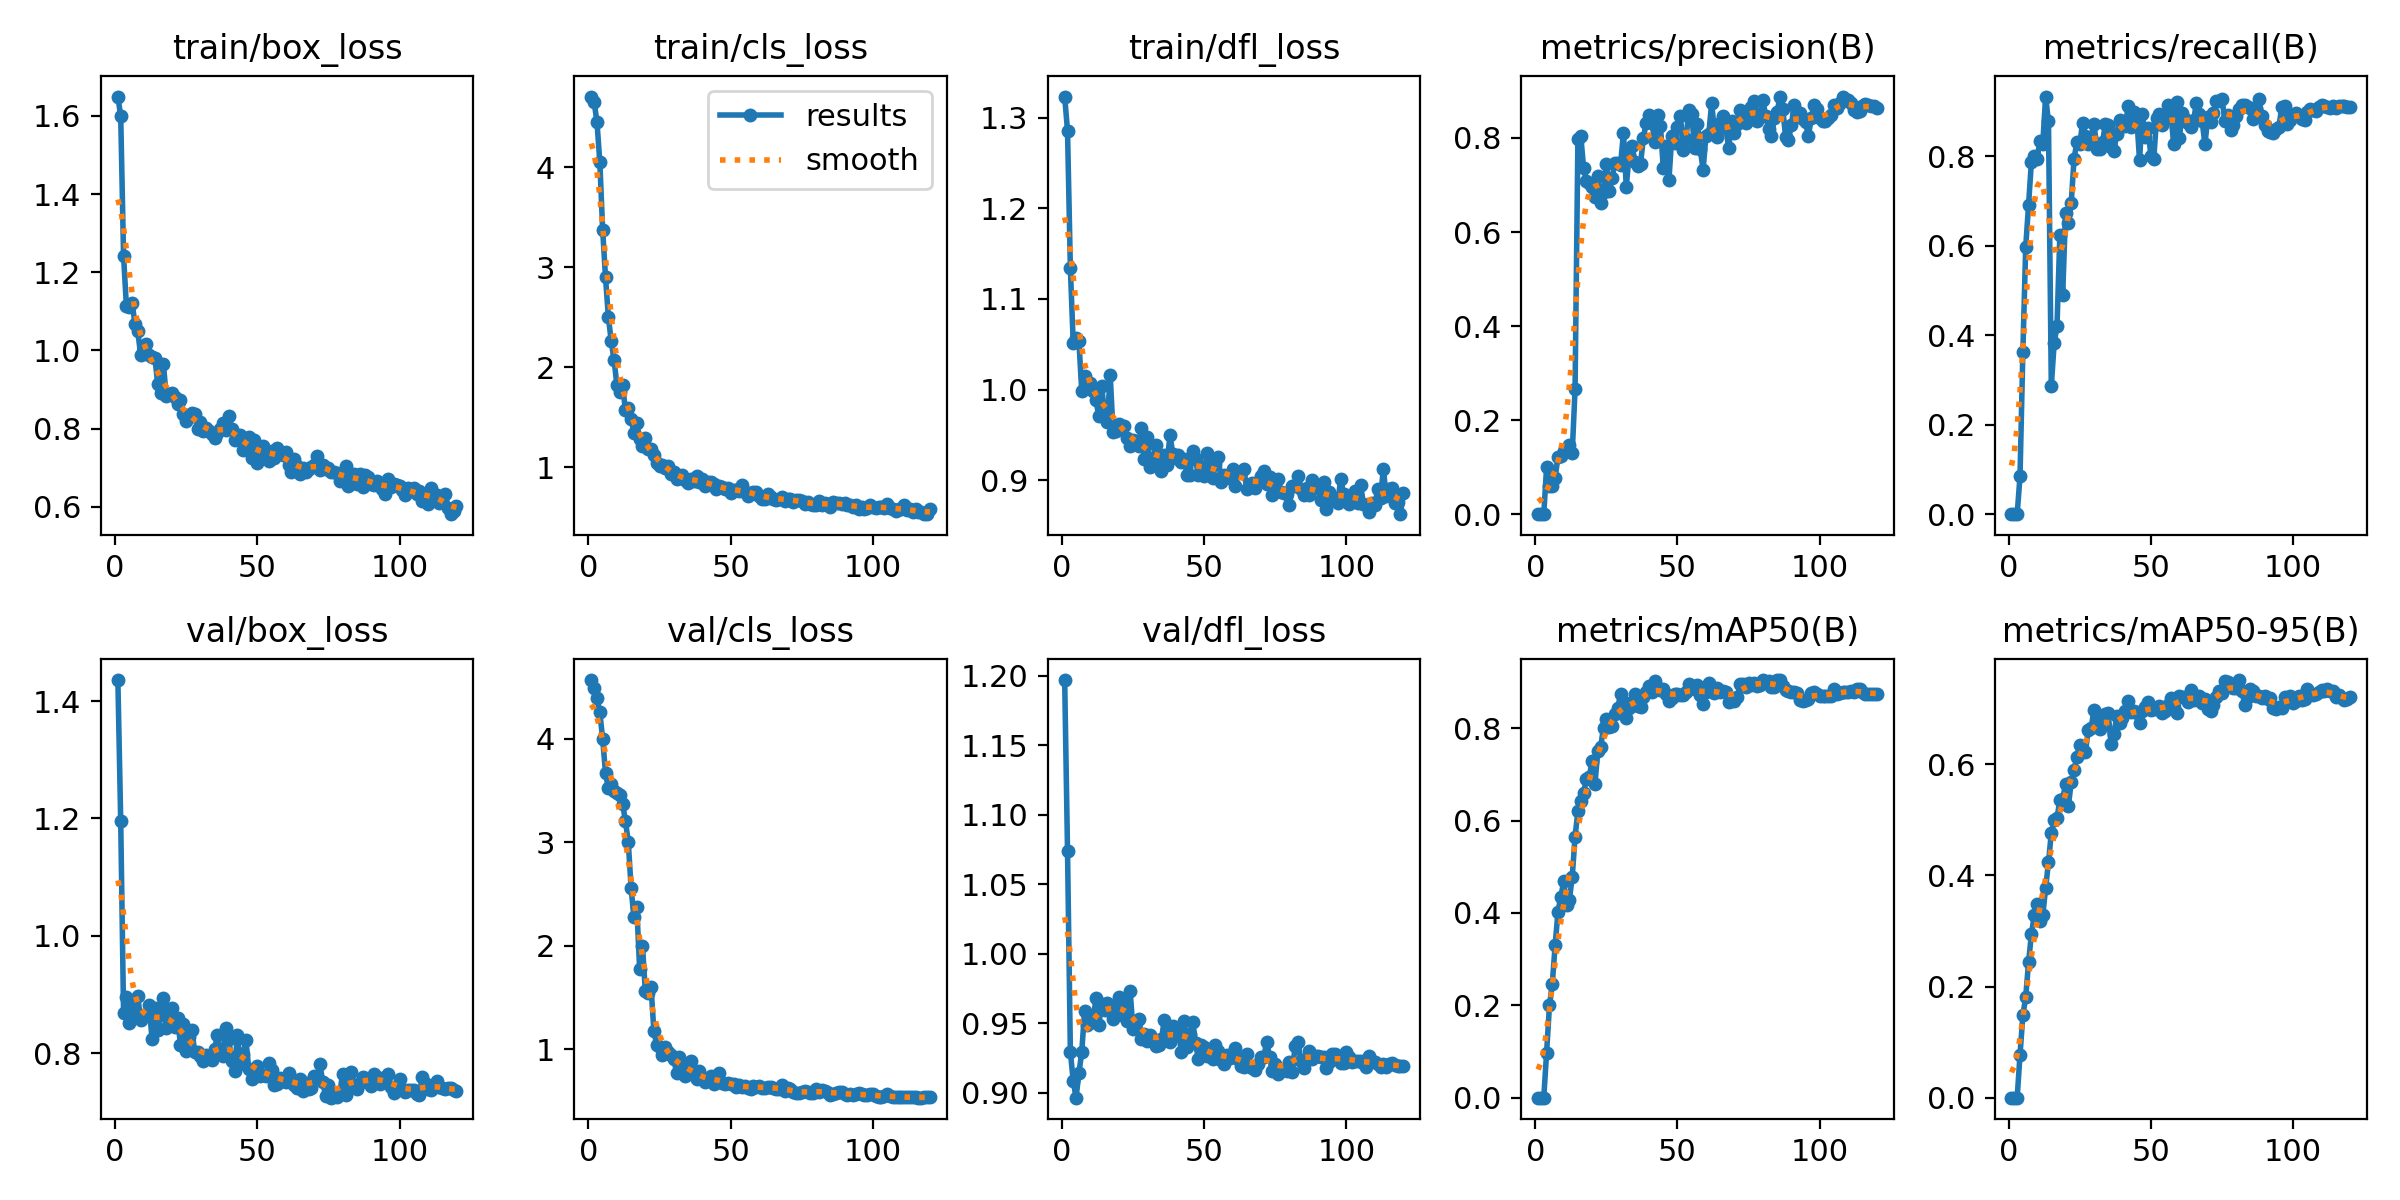 train/box_loss
1.6
1.4
1.2
1.0
0.8
0.6
0 50 100
train/cls_loss
results
smooth
4
3
2
1
0 50 100
train/dfl_loss
1.3
1.2
1.1
1.0
0.9
0 50 100
metrics/precision(B)
0.8
0.6
0.4
0.2
0.0
0 50 100
metrics/recall(B)
0.8
0.6
0.4
0.2
0.0
0 50 100
val/box_loss
1.4
1.2
1.0
0.8
0 50 100
val/cls_loss
4
3
2
1
0 50 100
val/dfl_loss
1.20
1.15
1.10
1.05
1.00
0.95
0.90
0 50 100
metrics/mAP50(B)
0.8
0.6
0.4
0.2
0.0
0 50 100
metrics/mAP50-95(B)
0.6
0.4
0.2
0.0
0 50 100